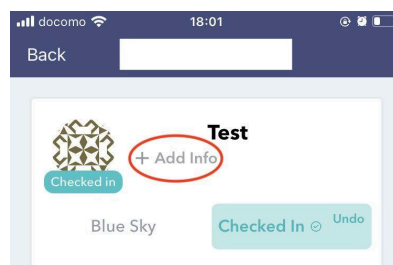 docomo 18:01
Back
Test
+ Add Info
Checked in
Blue Sky
Checked In Undo